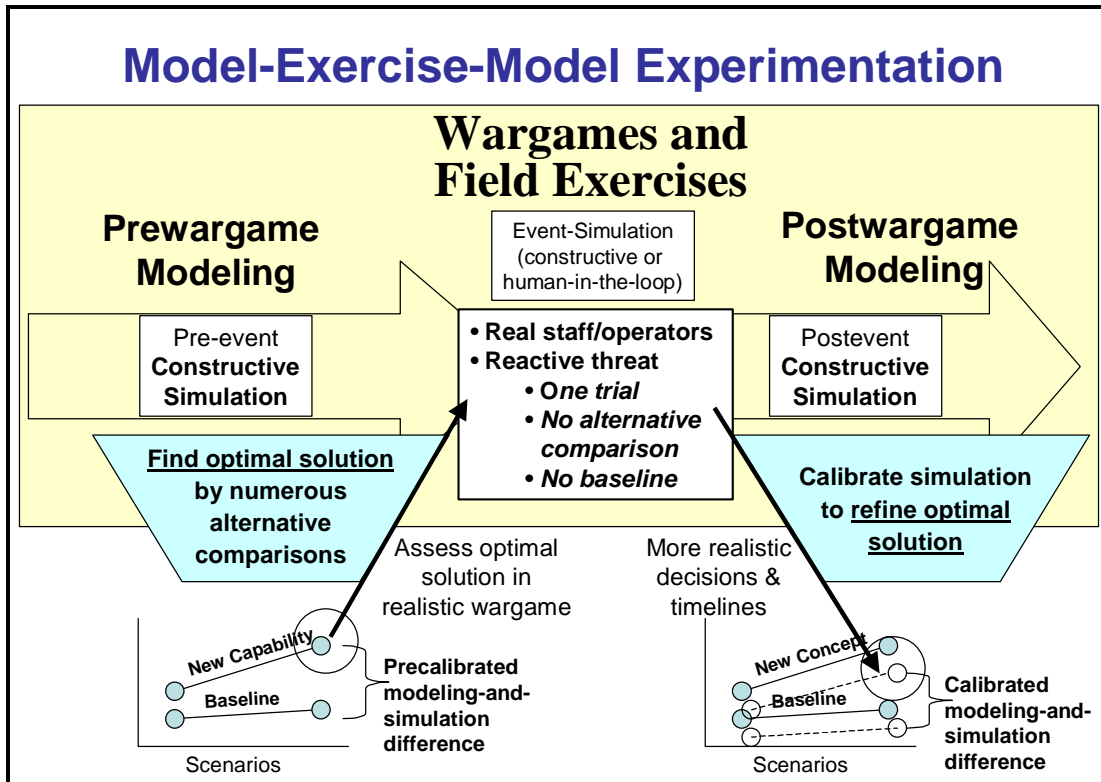 Model-Exercise-Model Experimentation
Wargames and
Field Exercises
Prewargame
Modeling
Event-Simulation
(constructive or
human-in-the-loop)
Postwargame
Modeling
Pre-event
Constructive
Simulation
• Real staff/operators
• Reactive threat
• One trial
• No alternative
comparison
• No baseline
Postevent
Constructive
Simulation
Find optimal solution
by numerous
alternative
comparisons
Calibrate simulation
to refine optimal
solution
Assess optimal
solution in
realistic wargame
More realistic
decisions &
timelines
New Capability
Baseline
Scenarios
Precalibrated
modeling-and-
simulation
difference
New Concept
Baseline
Scenarios
Calibrated
modeling-and-
simulation
difference